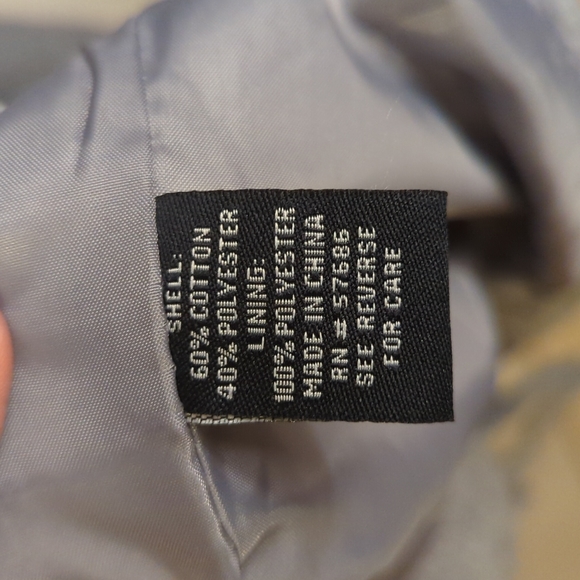 SHELL:
60% COTTON
40% POLYESTER
LINING:
100% POLYESTER
MADE IN CHINA
RN # 57686
SEE REVERSE
FOR CARE